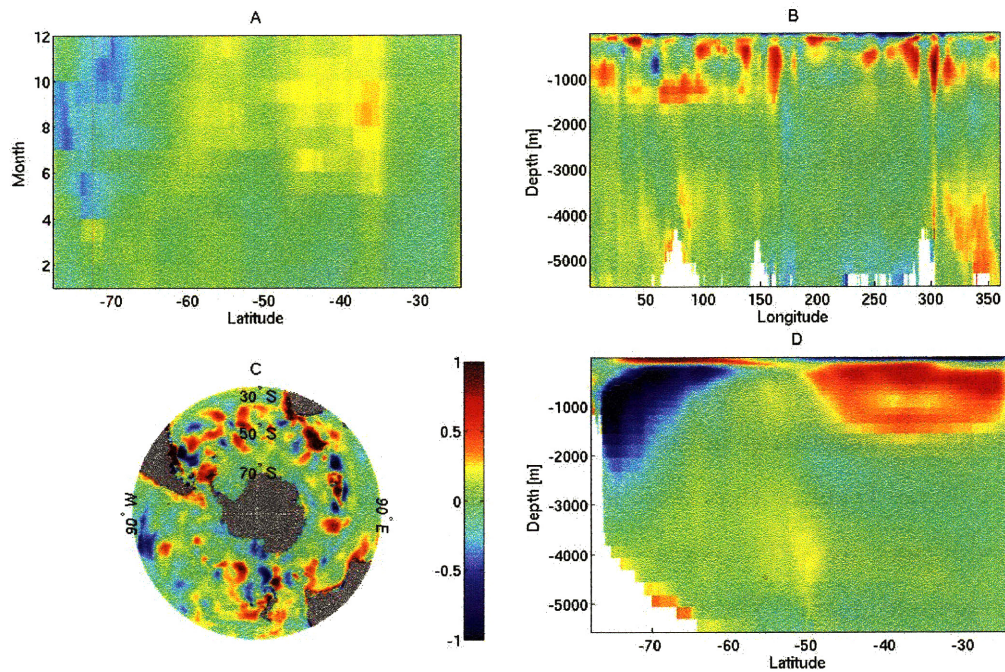 A
12
10
8
6
4
2
Month
-70
-60
-50
-40
-30
Latitude
B
-1000
-2000
-3000
-4000
-5000
Depth [m]
50
100
150
200
250
300
350
Longitude
C
30° S
50° S
70° S
90° W
90° E
1
0.5
0
-0.5
-1
D
-1000
-2000
-3000
-4000
-5000
Depth [m]
-70
-60
-50
-40
-30
Latitude